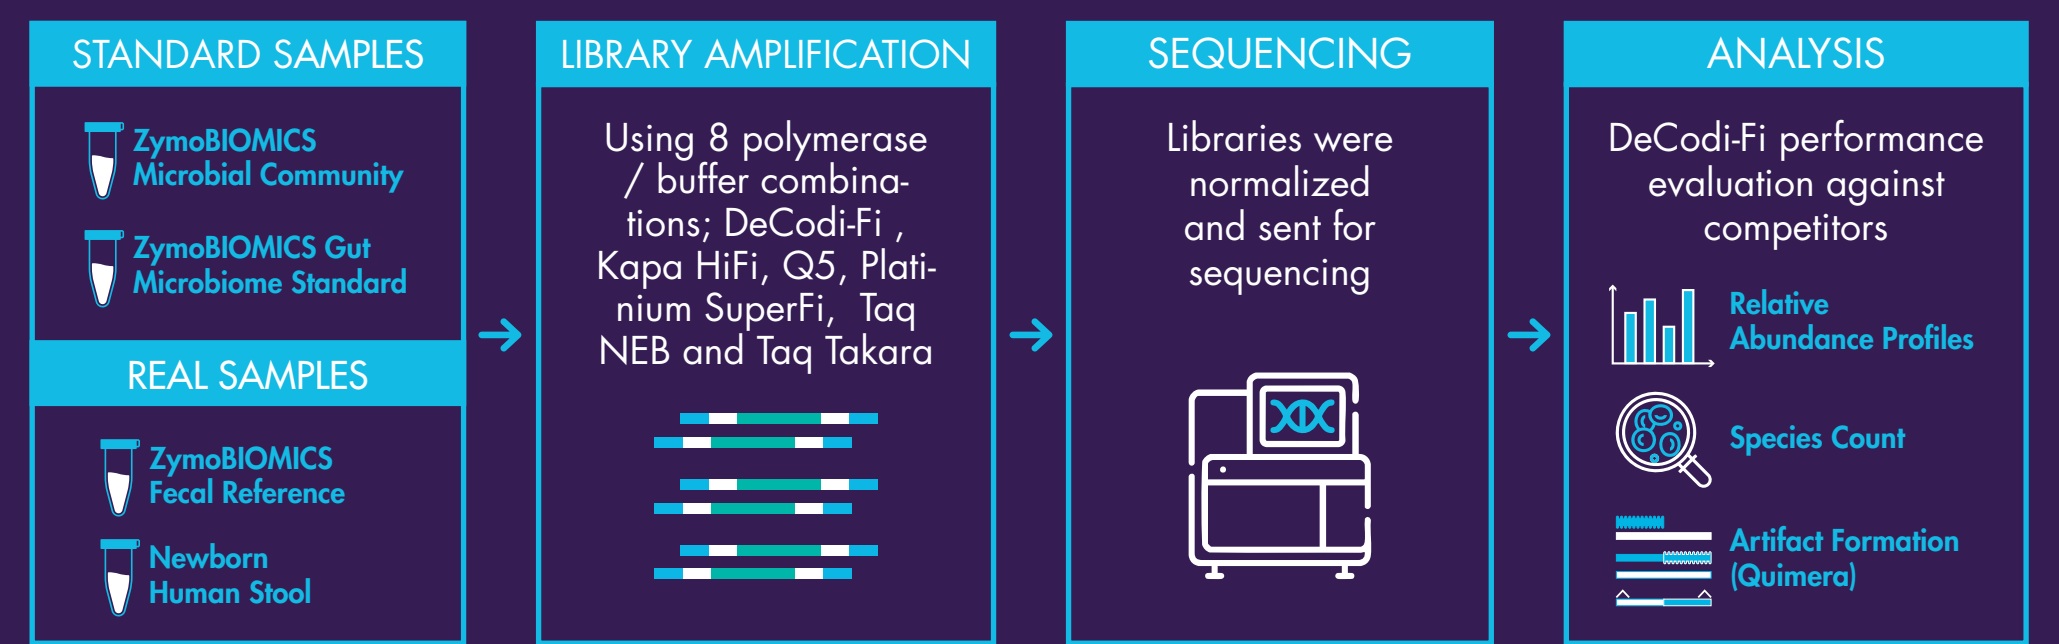 STANDARD SAMPLES
ZymoBIOMICS
Microbial Community
ZymoBIOMICS Gut
Microbiome Standard
REAL SAMPLES
ZymoBIOMICS
Fecal Reference
Newborn
Human Stool
LIBRARY AMPLIFICATION
Using 8 polymerase
/ buffer combina-
tions; DeCodi-Fi ,
Kapa HiFi, Q5, Plati-
nium SuperFi, Taq
NEB and Taq Takara
SEQUENCING
Libraries were
normalized
and sent for
sequencing
ANALYSIS
DeCodi-Fi performance
evaluation against
competitors
Relative
Abundance Profiles
Species Count
Artifact Formation
(Quimera)